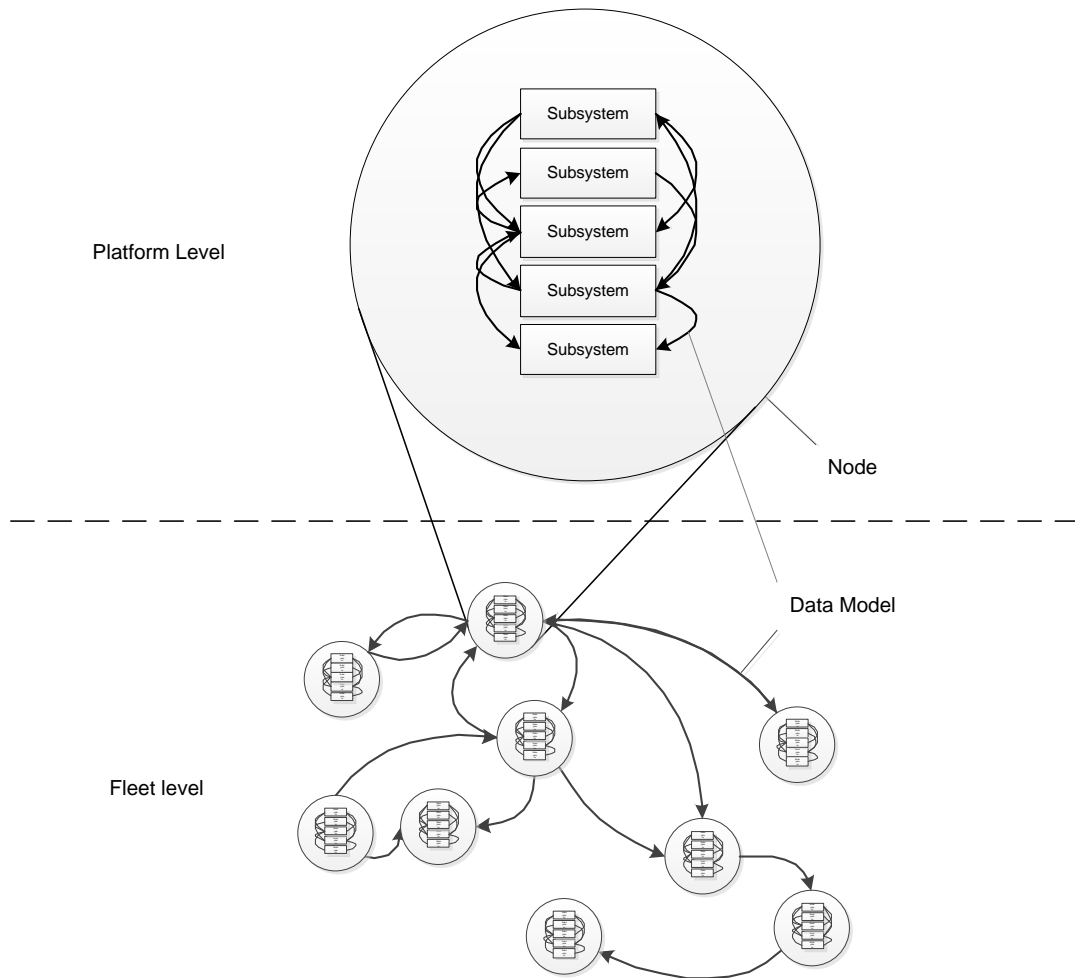 Subsystem
Subsystem
Platform Level
Subsystem
Subsystem
Subsystem
Node
Data Model
Fleet level